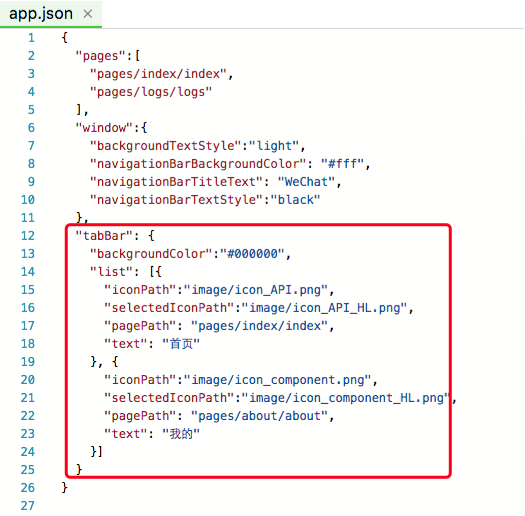 app.json ×
1 {
2 "pages":[
3 "pages/index/index",
4 "pages/logs/logs"
5 ],
6 "window":{
7 "backgroundTextStyle":"light",
8 "navigationBarBackgroundColor": "#fff",
9 "navigationBarTitleText": "WeChat",
10 "navigationBarTextStyle":"black"
11 },
12 "tabBar": {
13 "backgroundColor":"#000000",
14 "list": [{
15 "iconPath":"image/icon_API.png",
16 "selectedIconPath":"image/icon_API_HL.png",
17 "pagePath": "pages/index/index",
18 "text": "首页"
19 }, {
20 "iconPath":"image/icon_component.png",
21 "selectedIconPath":"image/icon_component_HL.png",
22 "pagePath": "pages/about/about",
23 "text": "我的"
24 }]
25 }
26 }
27